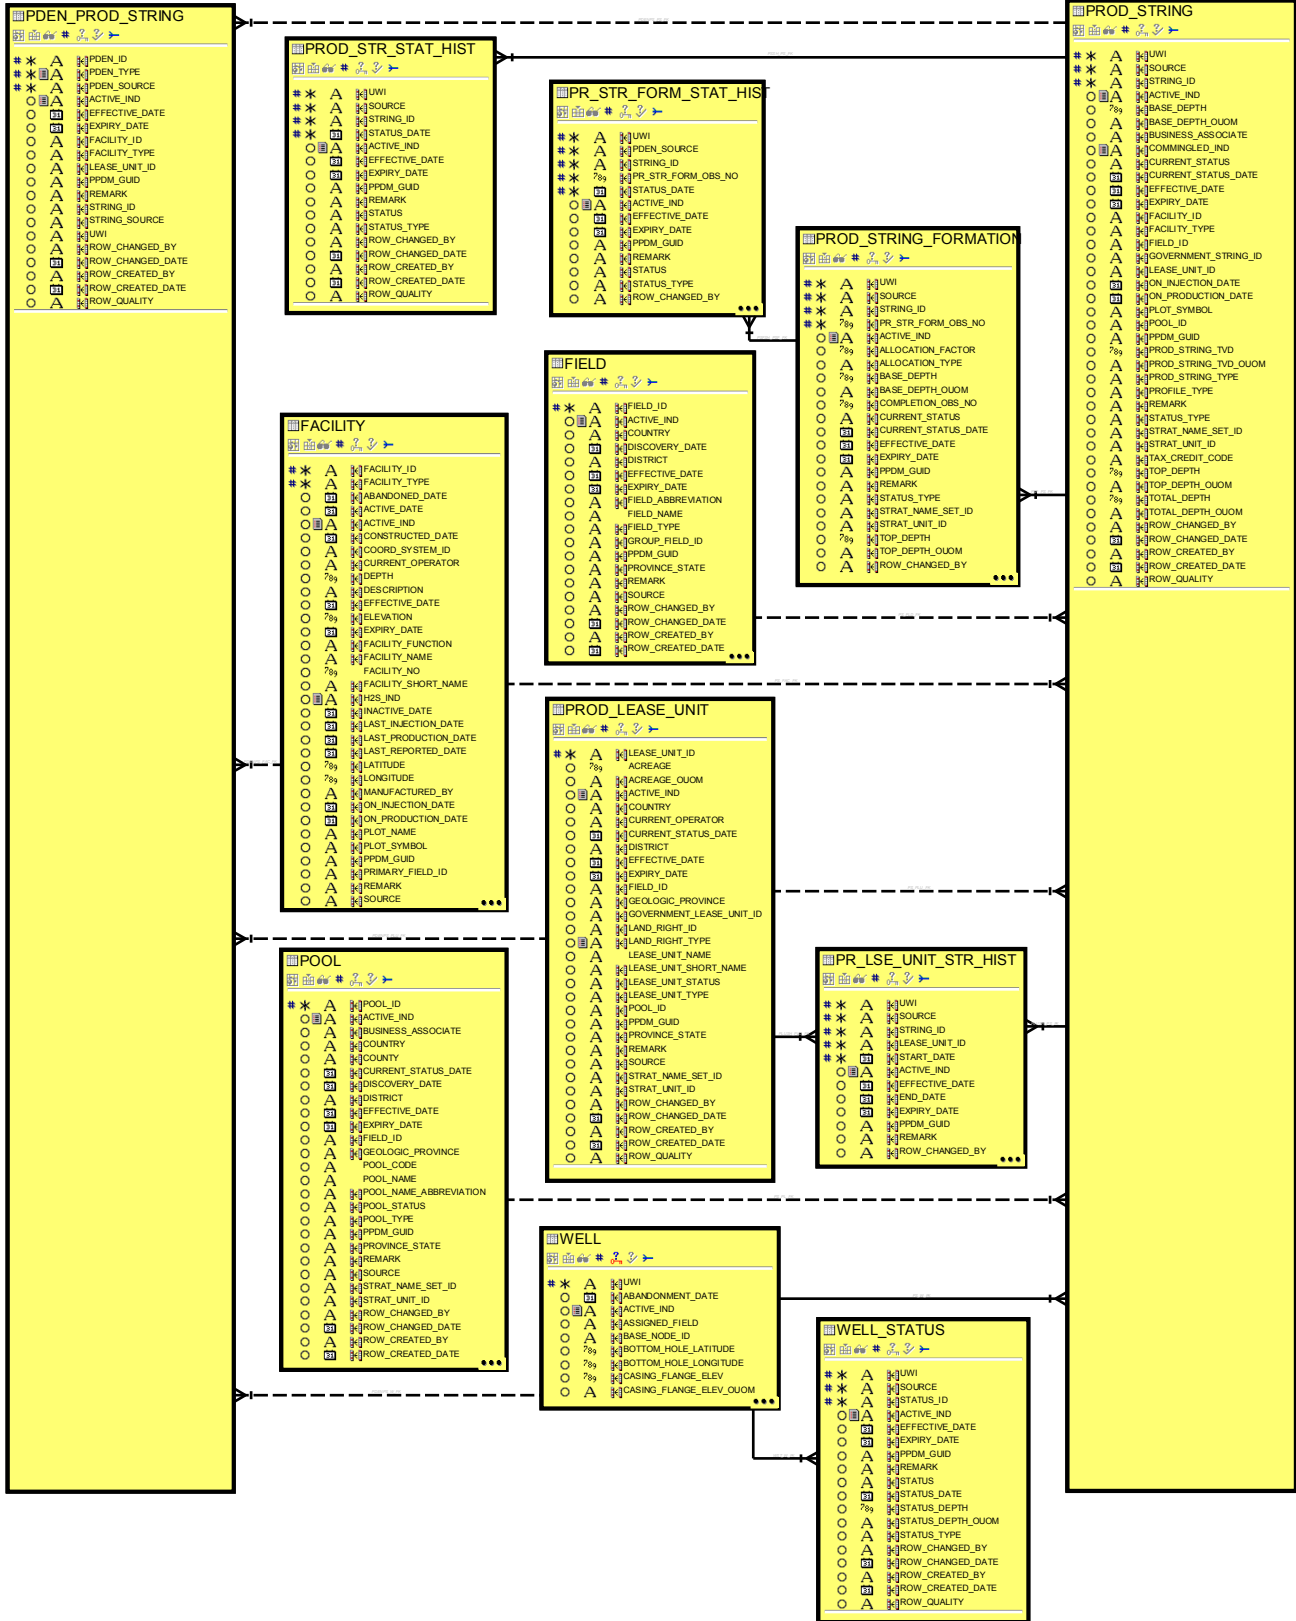 PDEN_PROD_STRING
PDEN_ID
PDEN_TYPE
PDEN_SOURCE
ACTIVE_IND
EFFECTIVE_DATE
EXPIRY_DATE
FACILITY_ID
FACILITY_TYPE
LEASE_UNIT_ID
PPDM_GUID
REMARK
STRING_ID
STRING_SOURCE
UWI
ROW_CHANGED_BY
ROW_CHANGED_DATE
ROW_CREATED_BY
ROW_CREATED_DATE
ROW_QUALITY
PROD_STR_STAT_HIST
UWI
SOURCE
STRING_ID
STATUS_DATE
ACTIVE_IND
EFFECTIVE_DATE
EXPIRY_DATE
PPDM_GUID
REMARK
STATUS
STATUS_TYPE
ROW_CHANGED_BY
ROW_CHANGED_DATE
ROW_CREATED_BY
ROW_CREATED_DATE
ROW_QUALITY
PR_STR_FORM_STAT_HIST
UWI
PDEN_SOURCE
STRING_ID
PR_STR_FORM_OBS_NO
STATUS_DATE
ACTIVE_IND
EFFECTIVE_DATE
EXPIRY_DATE
PPDM_GUID
REMARK
STATUS
STATUS_TYPE
ROW_CHANGED_BY
PROD_STRING_FORMATION
UWI
SOURCE
STRING_ID
PR_STR_FORM_OBS_NO
ACTIVE_IND
ALLOCATION_FACTOR
ALLOCATION_TYPE
BASE_DEPTH
BASE_DEPTH_OUOM
COMPLETION_OBS_NO
CURRENT_STATUS
CURRENT_STATUS_DATE
EFFECTIVE_DATE
EXPIRY_DATE
PPDM_GUID
REMARK
STATUS_TYPE
STRAT_NAME_SET_ID
STRAT_UNIT_ID
TOP_DEPTH
TOP_DEPTH_OUOM
ROW_CHANGED_BY
PROD_STRING
UWI
SOURCE
STRING_ID
ACTIVE_IND
BASE_DEPTH
BASE_DEPTH_OUOM
BUSINESS_ASSOCIATE
COMMINGLED_IND
CURRENT_STATUS
CURRENT_STATUS_DATE
EFFECTIVE_DATE
EXPIRY_DATE
FACILITY_ID
FACILITY_TYPE
FIELD_ID
GOVERNMENT_STRING_ID
LEASE_UNIT_ID
ON_INJECTION_DATE
ON_PRODUCTION_DATE
PLOT_SYMBOL
POOL_ID
PPDM_GUID
PROD_STRING_TVD
PROD_STRING_TVD_OUOM
PROD_STRING_TYPE
PROFILE_TYPE
REMARK
STATUS_TYPE
STRAT_NAME_SET_ID
STRAT_UNIT_ID
TAX_CREDIT_CODE
TOP_DEPTH
TOP_DEPTH_OUOM
TOTAL_DEPTH
TOTAL_DEPTH_OUOM
ROW_CHANGED_BY
ROW_CHANGED_DATE
ROW_CREATED_BY
ROW_CREATED_DATE
ROW_QUALITY
FIELD
FIELD_ID
ACTIVE_IND
COUNTRY
DISCOVERY_DATE
DISTRICT
EFFECTIVE_DATE
EXPIRY_DATE
FIELD_ABBREVIATION
FIELD_NAME
FIELD_TYPE
GROUP_FIELD_ID
PPDM_GUID
PROVINCE_STATE
REMARK
SOURCE
ROW_CHANGED_BY
ROW_CHANGED_DATE
ROW_CREATED_BY
ROW_CREATED_DATE
FACILITY
FACILITY_ID
FACILITY_TYPE
ABANDONED_DATE
ACTIVE_DATE
ACTIVE_IND
CONSTRUCTED_DATE
COORD_SYSTEM_ID
CURRENT_OPERATOR
DEPTH
DESCRIPTION
EFFECTIVE_DATE
ELEVATION
EXPIRY_DATE
FACILITY_FUNCTION
FACILITY_NAME
FACILITY_NO
FACILITY_SHORT_NAME
H2S_IND
INACTIVE_DATE
LAST_INJECTION_DATE
LAST_PRODUCTION_DATE
LAST_REPORTED_DATE
LATITUDE
LONGITUDE
MANUFACTURED_BY
ON_INJECTION_DATE
ON_PRODUCTION_DATE
PLOT_NAME
PLOT_SYMBOL
PPDM_GUID
PRIMARY_FIELD_ID
REMARK
SOURCE
PROD_LEASE_UNIT
LEASE_UNIT_ID
ACREAGE
ACREAGE_OUOM
ACTIVE_IND
COUNTRY
CURRENT_OPERATOR
CURRENT_STATUS_DATE
DISTRICT
EFFECTIVE_DATE
EXPIRY_DATE
FIELD_ID
GEOLOGIC_PROVINCE
GOVERNMENT_LEASE_UNIT_ID
LAND_RIGHT_ID
LAND_RIGHT_TYPE
LEASE_UNIT_NAME
LEASE_UNIT_SHORT_NAME
LEASE_UNIT_STATUS
LEASE_UNIT_TYPE
POOL_ID
PPDM_GUID
PROVINCE_STATE
REMARK
SOURCE
STRAT_NAME_SET_ID
STRAT_UNIT_ID
ROW_CHANGED_BY
ROW_CHANGED_DATE
ROW_CREATED_BY
ROW_CREATED_DATE
ROW_QUALITY
POOL
POOL_ID
ACTIVE_IND
BUSINESS_ASSOCIATE
COUNTRY
COUNTY
CURRENT_STATUS_DATE
DISCOVERY_DATE
DISTRICT
EFFECTIVE_DATE
EXPIRY_DATE
FIELD_ID
GEOLOGIC_PROVINCE
POOL_CODE
POOL_NAME
POOL_NAME_ABBREVIATION
POOL_STATUS
POOL_TYPE
PPDM_GUID
PROVINCE_STATE
REMARK
SOURCE
STRAT_NAME_SET_ID
STRAT_UNIT_ID
ROW_CHANGED_BY
ROW_CHANGED_DATE
ROW_CREATED_BY
ROW_CREATED_DATE
PR_LSE_UNIT_STR_HIST
UWI
SOURCE
STRING_ID
LEASE_UNIT_ID
START_DATE
ACTIVE_IND
EFFECTIVE_DATE
END_DATE
EXPIRY_DATE
PPDM_GUID
REMARK
ROW_CHANGED_BY
WELL
UWI
ABANDONMENT_DATE
ACTIVE_IND
ASSIGNED_FIELD
BASE_NODE_ID
BOTTOM_HOLE_LATITUDE
BOTTOM_HOLE_LONGITUDE
CASING_FLANGE_ELEV
CASING_FLANGE_ELEV_OUOM
WELL_STATUS
UWI
SOURCE
STATUS_ID
ACTIVE_IND
EFFECTIVE_DATE
EXPIRY_DATE
PPDM_GUID
REMARK
STATUS
STATUS_DATE
STATUS_DEPTH
STATUS_DEPTH_OUOM
STATUS_TYPE
ROW_CHANGED_BY
ROW_CHANGED_DATE
ROW_CREATED_BY
ROW_CREATED_DATE
ROW_QUALITY